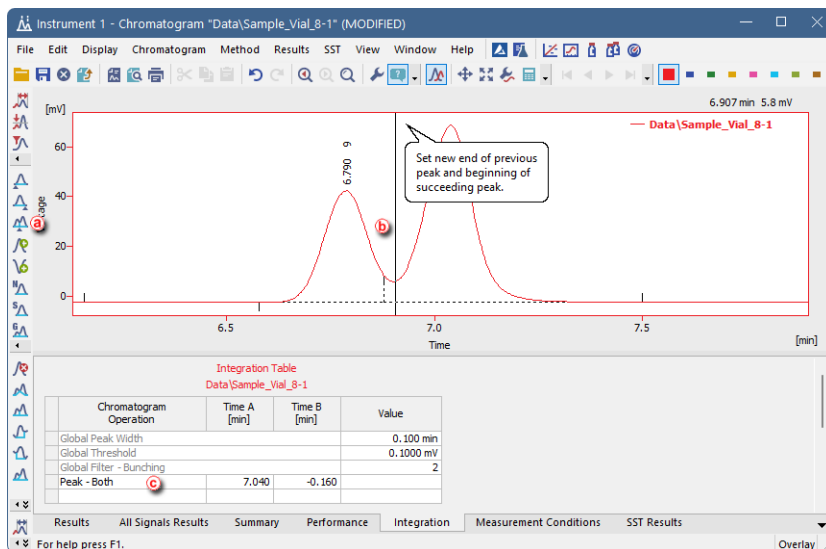 Instrument 1 - Chromatogram "Data\Sample_Vial_8-1" (MODIFIED)
File Edit Display Chromatogram Method Results SST View Window Help
6.907 min 5.8 mV
[mV]
Data\Sample_Vial_8-1
60
40
20
0
6.790 9
Set new end of previous
peak and beginning of
succeeding peak.
a
b
6.5 7.0 7.5
Time
[min]
Integration Table
Data\Sample_Vial_8-1
Chromatogram Operation Time A [min] Time B [min] Value
Global Peak Width 0.100 min
Global Threshold 0.1000 mV
Global Filter - Bunching 2
Peak - Both c 7.040 -0.160
Results All Signals Results Summary Performance Integration Measurement Conditions SST Results
For help press F1.
Overlay